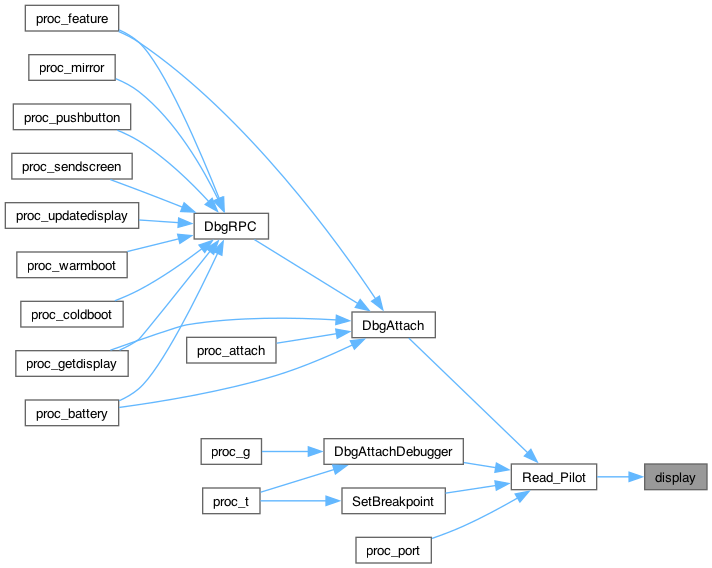 proc_feature
proc_mirror
proc_pushbutton
proc_sendscreen
proc_updatedisplay
DbgRPC
proc_warmboot
proc_coldboot
DbgAttach
proc_attach
proc_getdisplay
proc_battery
proc_g
DbgAttachDebugger
Read_Pilot
display
proc_t
SetBreakpoint
proc_port